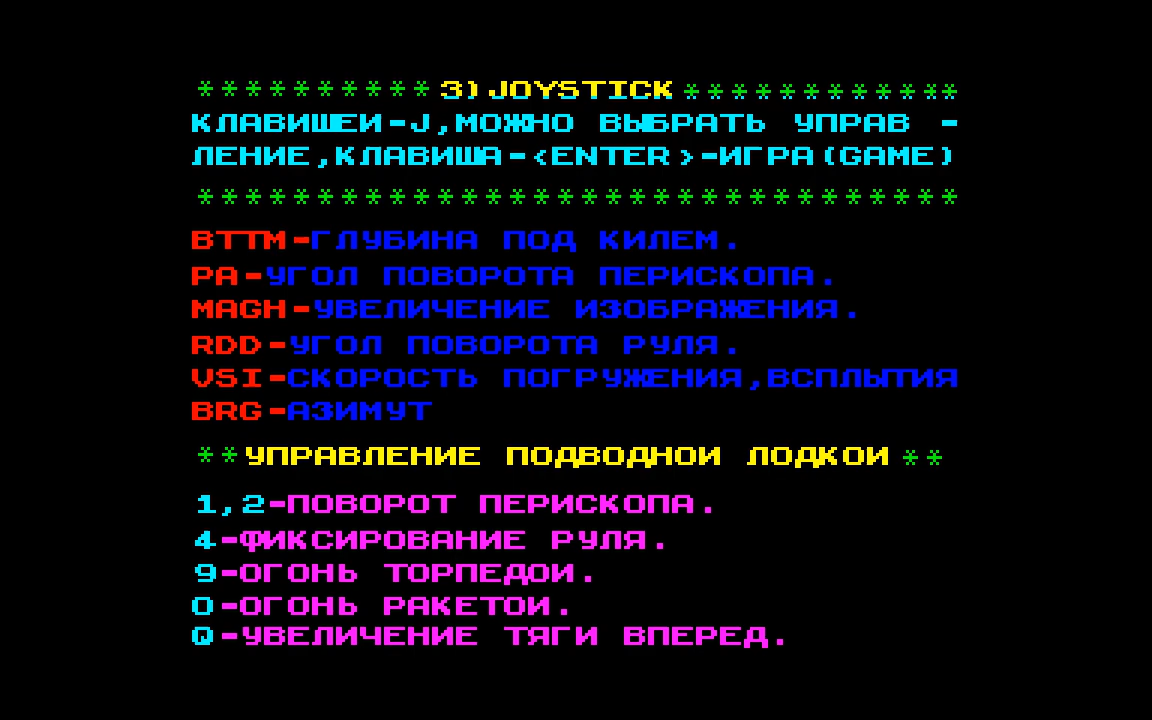 **********3)JOYSTICK************
КЛАВИШЕИ-J,МОЖНО ВЫБРАТЬ УПРАВ -
ЛЕНИЕ,КЛАВИША-<ENTER>-ИГРА(GAME)
********************************
BTTM-ГЛУБИНА ПОД КИЛЕМ.
PA-УГОЛ ПОВОРОТА ПЕРИСКОПА.
MAGH-УВЕЛИЧЕНИЕ ИЗОБРАЖЕНИЯ.
RDD-УГОЛ ПОВОРОТА РУЛЯ.
VSI-СКОРОСТЬ ПОГРУЖЕНИЯ,ВСПЛЫТИЯ
BRG-АЗИМУТ
**УПРАВЛЕНИЕ ПОДВОДНОИ ЛОДКОИ**
1,2-ПОВОРОТ ПЕРИСКОПА.
4-ФИКСИРОВАНИЕ РУЛЯ.
9-ОГОНЬ ТОРПЕДОИ.
O-ОГОНЬ РАКЕТОИ.
Q-УВЕЛИЧЕНИЕ ТЯГИ ВПЕРЕД.